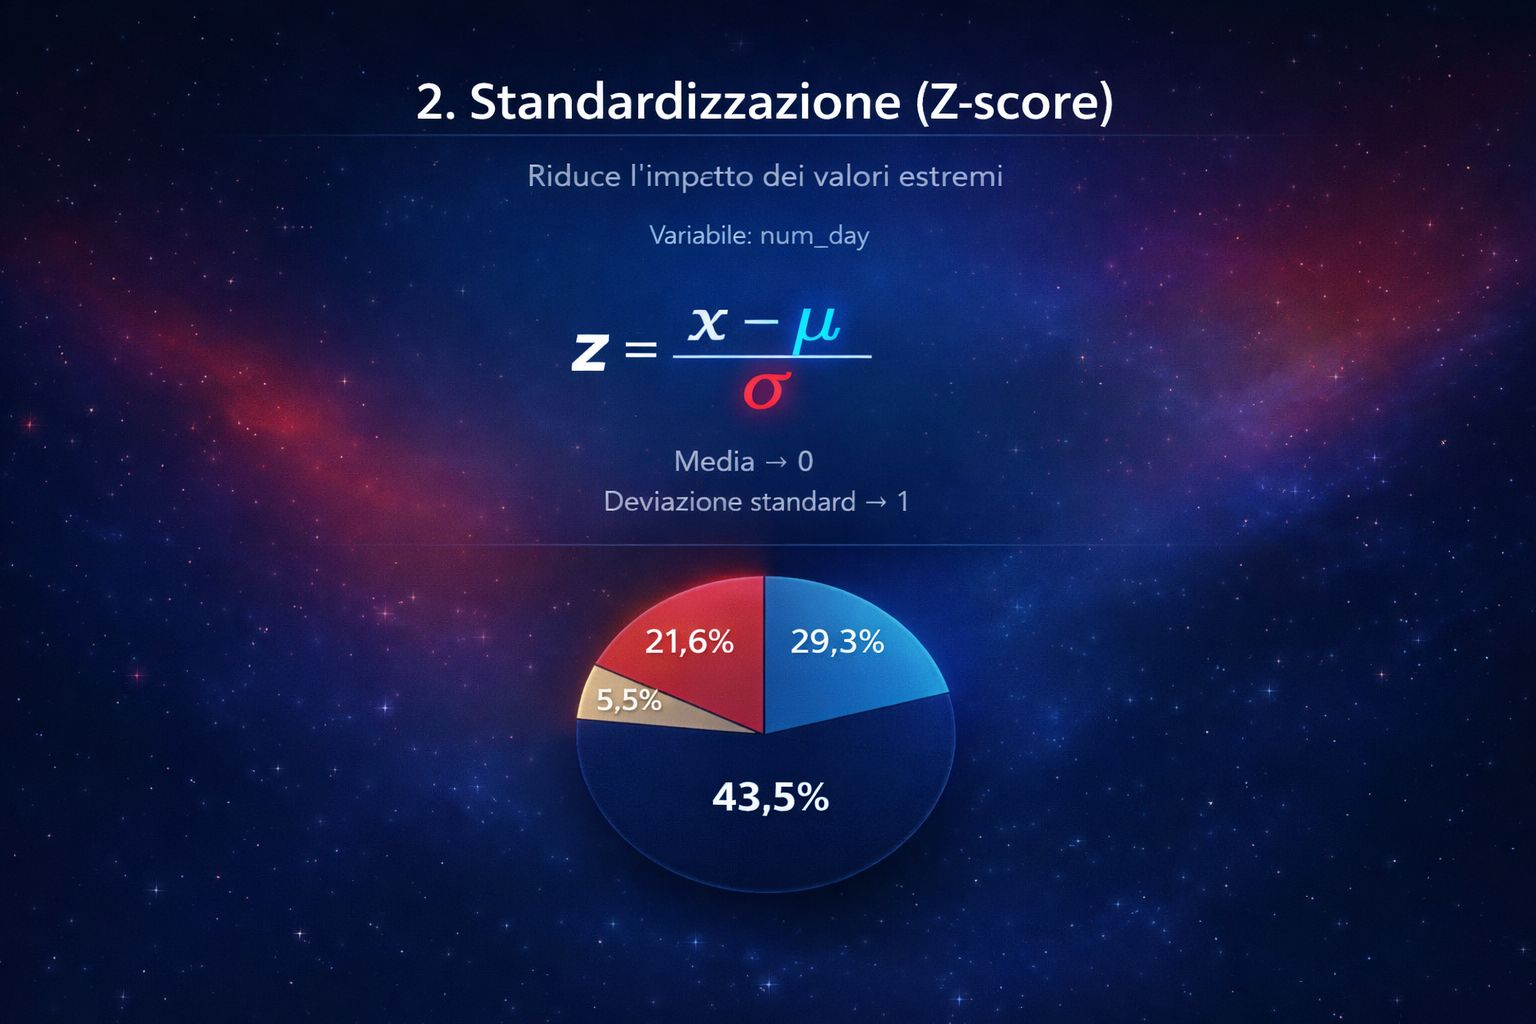 2. Standardizzazione (Z-score)
Riduce l'impɛtto dei valori estremi
Variabile: num_day
z = x − μ
σ
Media → 0
Deviazione standard → 1
21,6% 29,3%
5,5%
43,5%